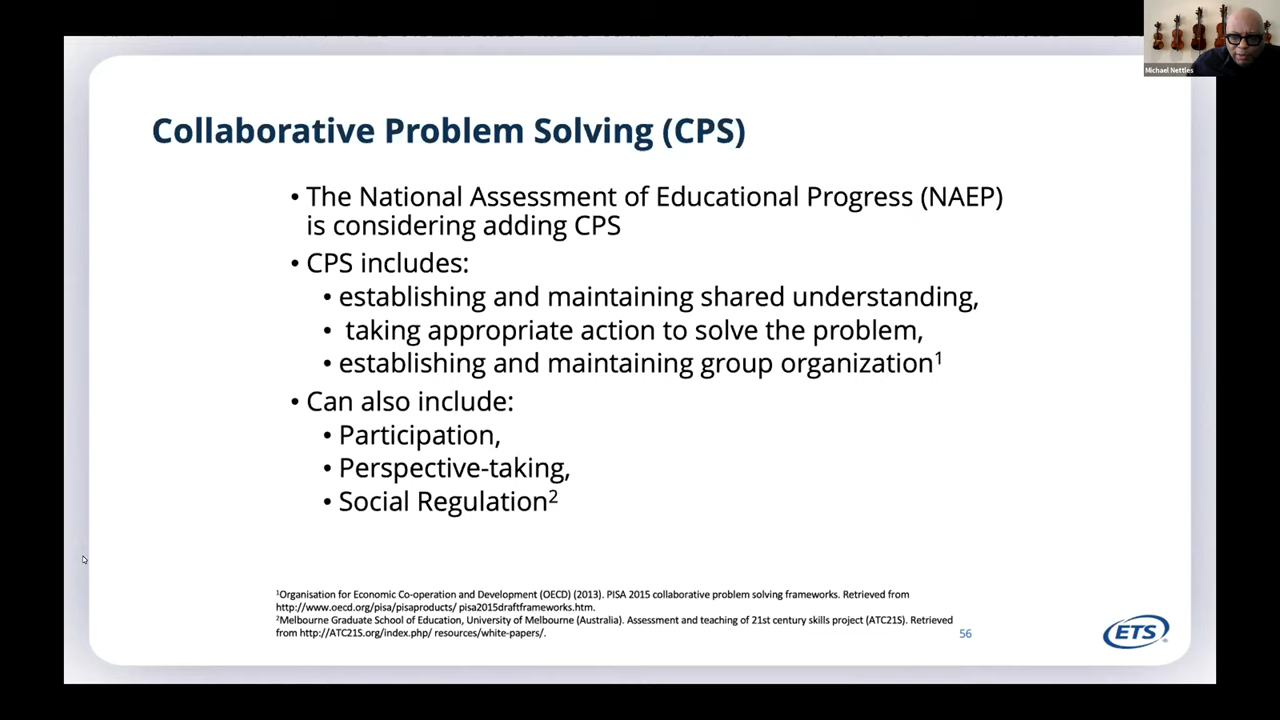 Michael Nettles
Collaborative Problem Solving (CPS)
• The National Assessment of Educational Progress (NAEP)
is considering adding CPS
• CPS includes:
• establishing and maintaining shared understanding,
• taking appropriate action to solve the problem,
• establishing and maintaining group organization¹
• Can also include:
• Participation,
• Perspective-taking,
• Social Regulation²
¹Organisation for Economic Co-operation and Development (OECD) (2013). PISA 2015 collaborative problem solving frameworks. Retrieved from
http://www.oecd.org/pisa/pisaproducts/ pisa2015draftframeworks.htm.
²Melbourne Graduate School of Education, University of Melbourne (Australia). Assessment and teaching of 21st century skills project (ATC21S). Retrieved
from http://ATC21S.org/index.php/ resources/white-papers/.
56
ETS®